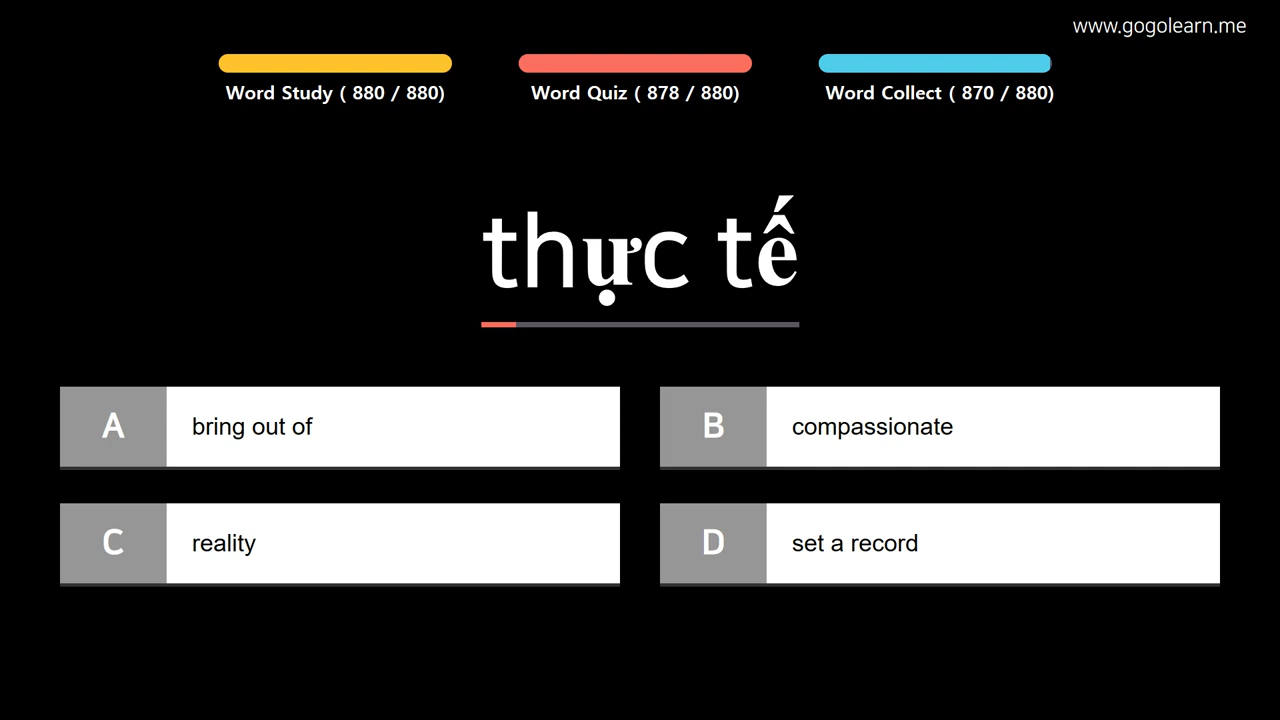 www.gogolearn.me
Word Study ( 880 / 880)
Word Quiz ( 878 / 880)
Word Collect ( 870 / 880)
thực tế
A
bring out of
B
compassionate
C
reality
D
set a record